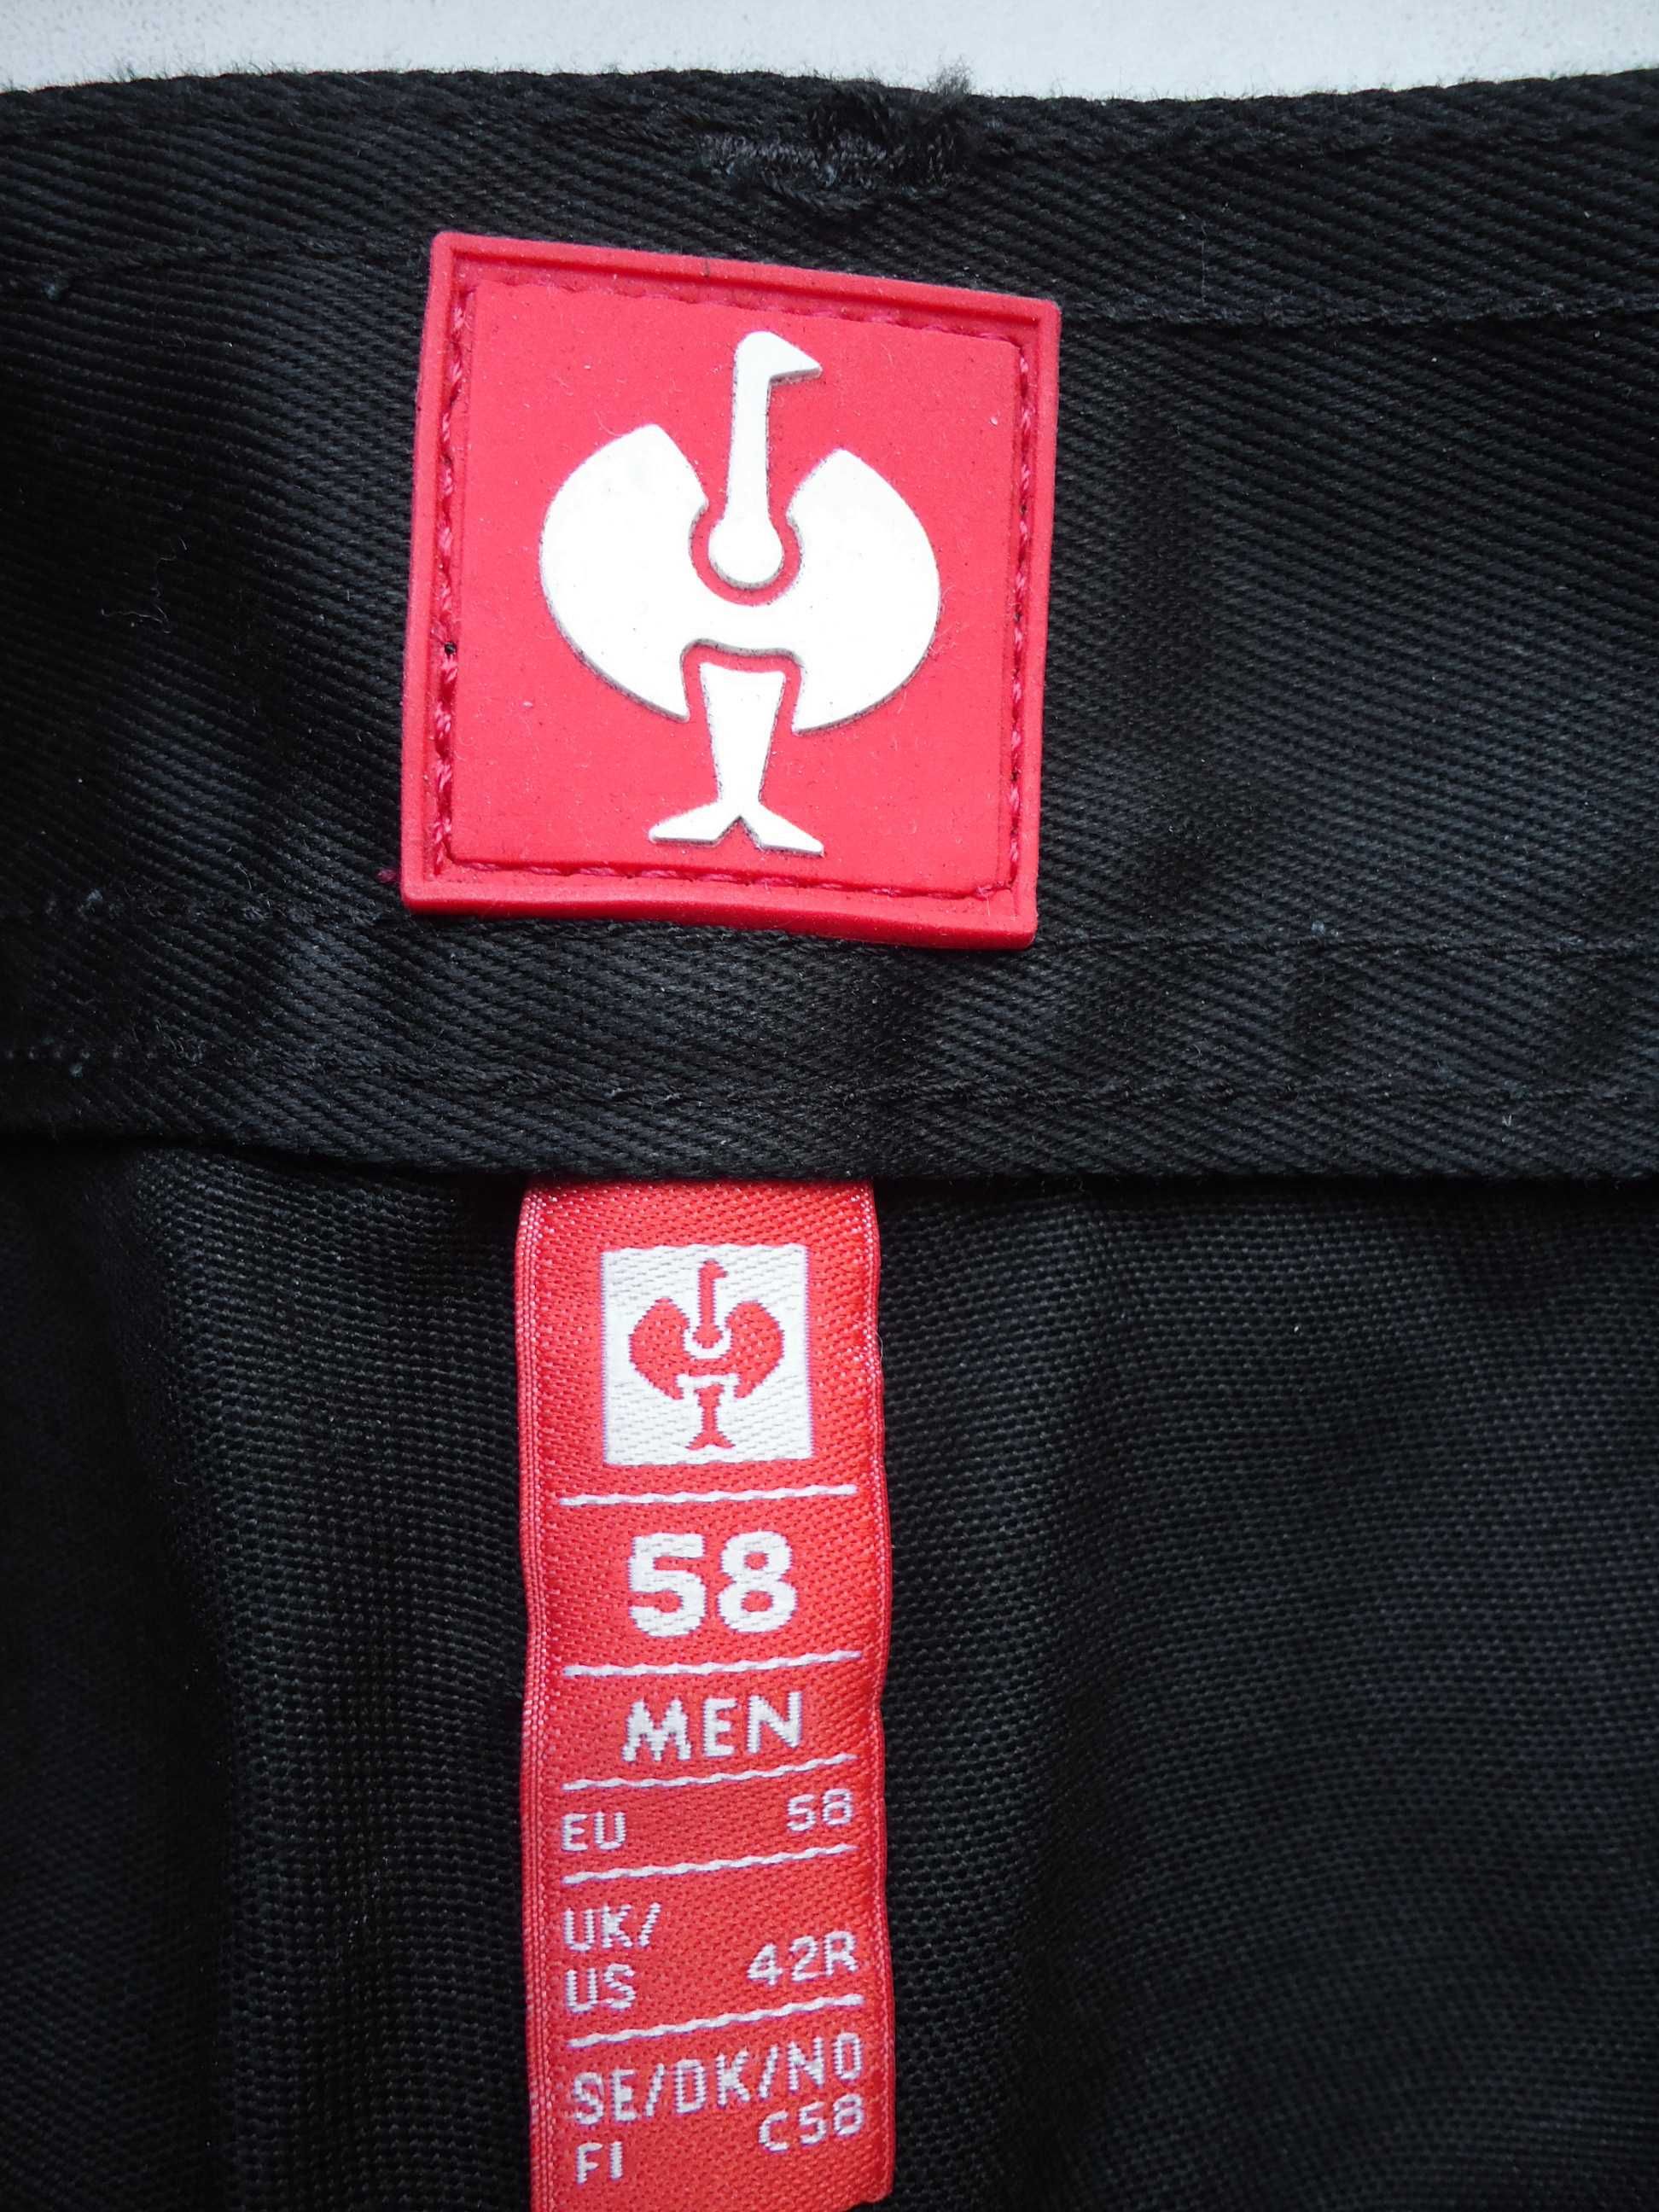 58
MEN
EU 58
UK/
US 42R
SE/DK/NO
FI C58